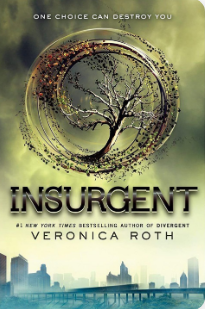 ONE CHOICE CAN DESTROY YOU
INSURGENT
#1 NEW YORK TIMES BESTSELLING AUTHOR OF DIVERGENT
VERONICA ROTH